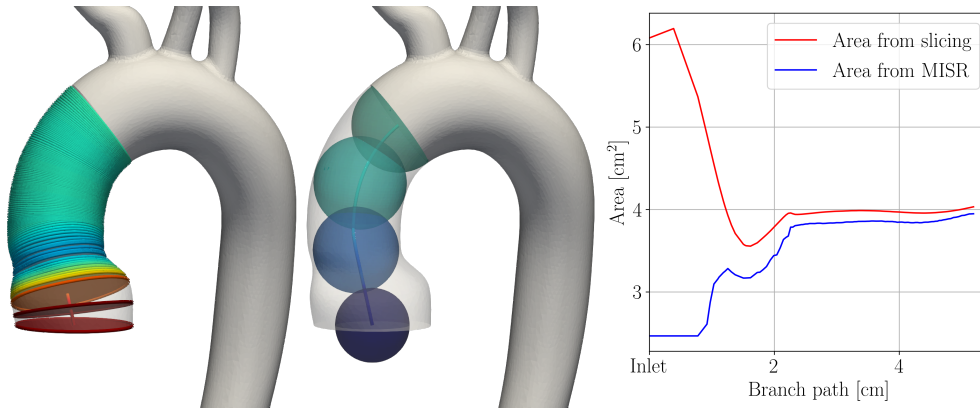 6
5
4
3
Area [cm²]
Area from slicing
Area from MISR
Inlet
2
4
Branch path [cm]